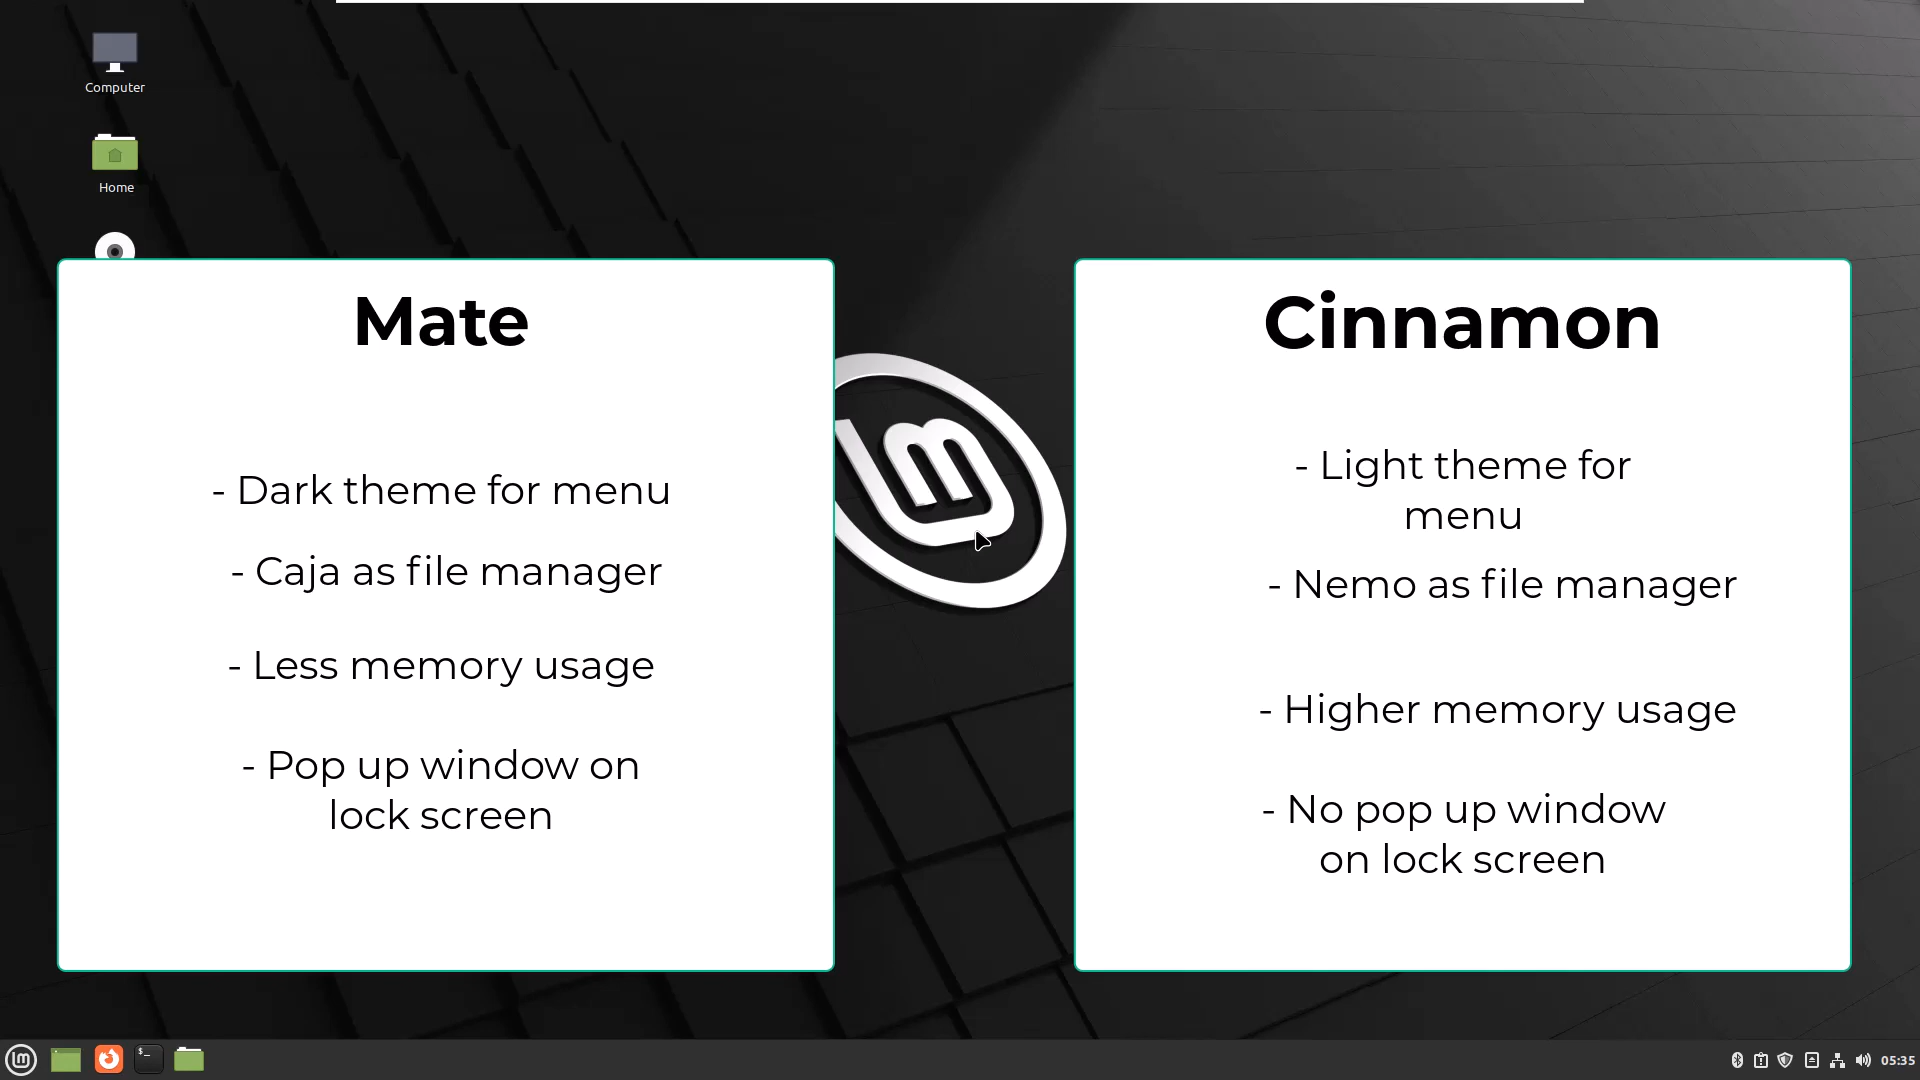 Computer
Home
Mate
- Dark theme for menu
- Caja as file manager
- Less memory usage
- Pop up window on
lock screen
Cinnamon
- Light theme for
menu
- Nemo as file manager
- Higher memory usage
- No pop up window
on lock screen
lm
$_
05:35